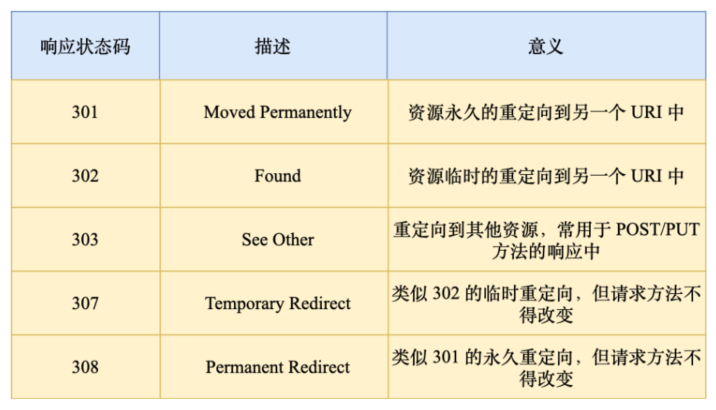 响应状态码 描述 意义
301 Moved Permanently 资源永久的重定向到另一个 URI 中
302 Found 资源临时的重定向到另一个 URI 中
303 See Other 重定向到其他资源，常用于 POST/PUT
方法的响应中
307 Temporary Redirect 类似 302 的临时重定向，但请求方法不
得改变
308 Permanent Redirect 类似 301 的永久重定向，但请求方法不
得改变